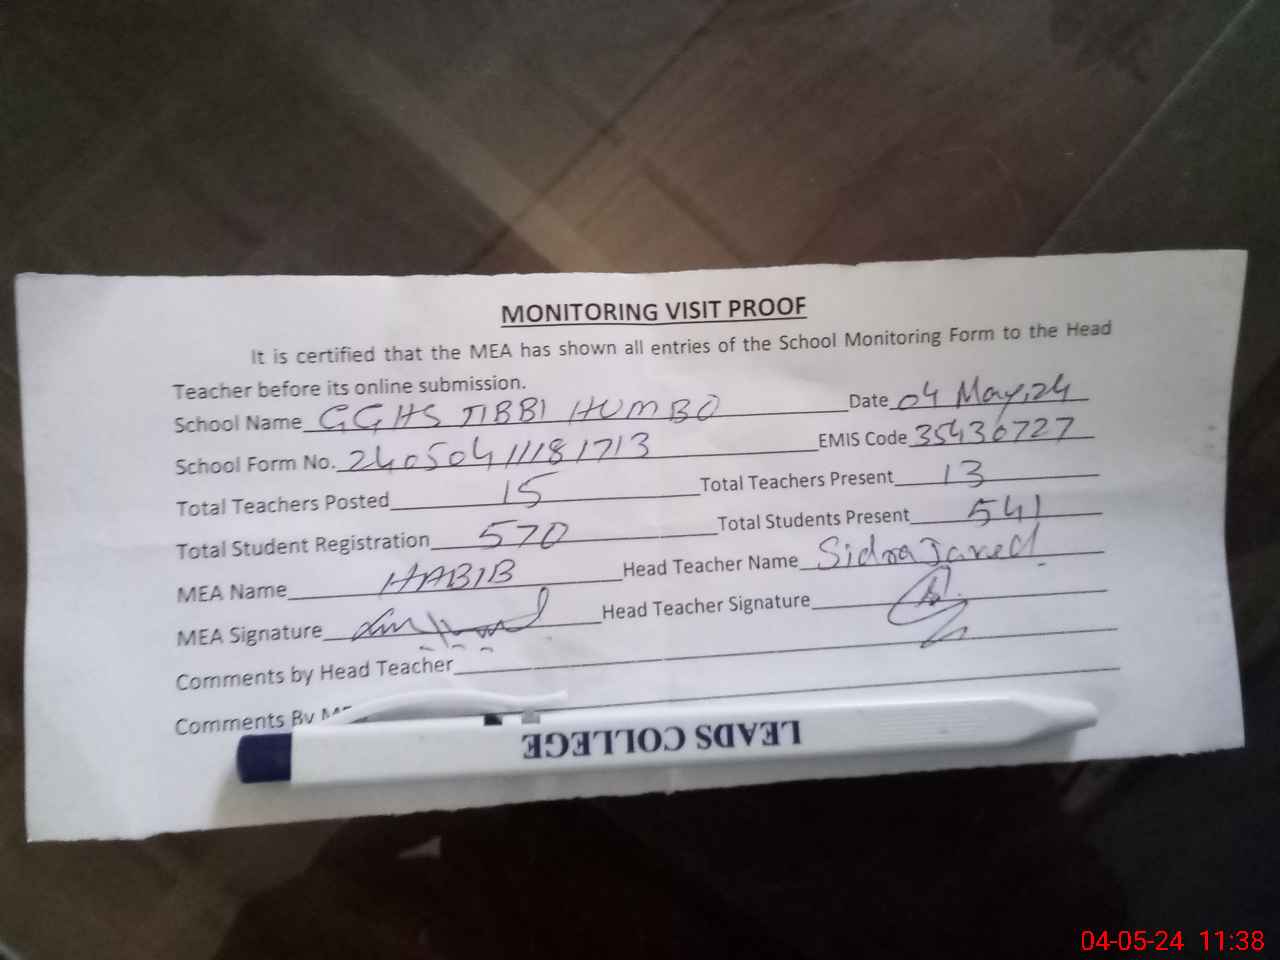 MONITORING VISIT PROOF
It is certified that the MEA has shown all entries of the School Monitoring Form to the Head
Teacher before its online submission.
School Name GGHS TIBBI HUMBO Date 04 May, 24
School Form No. 24050411181713 EMIS Code 35430727
Total Teachers Posted 15 Total Teachers Present 13
Total Student Registration 570 Total Students Present 541
MEA Name HABIB Head Teacher Name Sidra Javed
MEA Signature Head Teacher Signature
Comments by Head Teacher
Comments By
LEADS COLLEGE
04-05-24 11:38